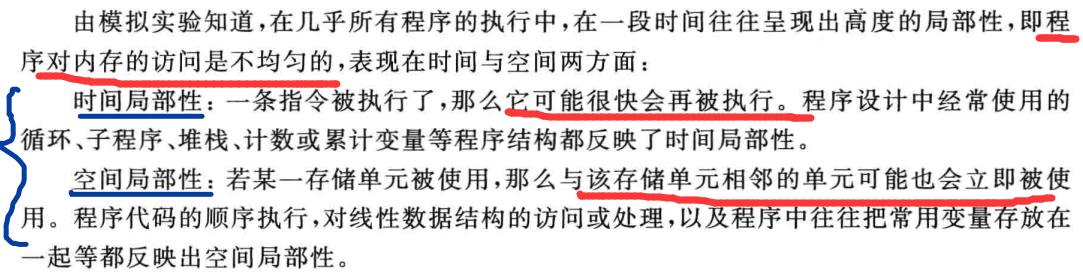 由模拟实验知道,在几乎所有程序的执行中,在一段时间往往呈现出高度的局部性,即程
序对内存的访问是不均匀的,表现在时间与空间两方面:
时间局部性:一条指令被执行了,那么它可能很快会再被执行。程序设计中经常使用的
循环、子程序、堆栈、计数或累计变量等程序结构都反映了时间局部性。
空间局部性:若某一存储单元被使用,那么与该存储单元相邻的单元可能也会立即被使
用。程序代码的顺序执行,对线性数据结构的访问或处理,以及程序中往往把常用变量存放在
一起等都反映出空间局部性。